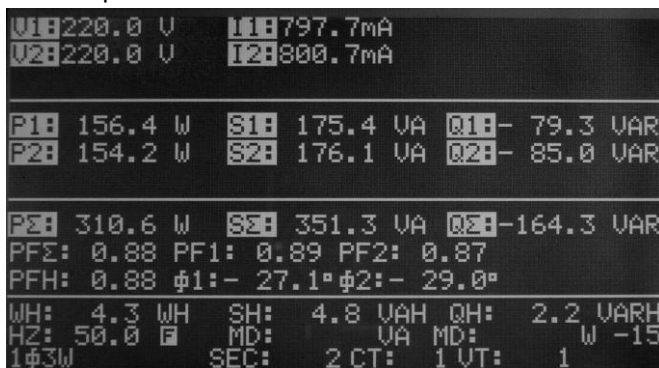 V1:220.0 V I1:797.7mA
V2:220.0 V I2:800.7mA
P1: 156.4 W S1: 175.4 VA Q1:- 79.3 VAR
P2: 154.2 W S2: 176.1 VA Q2:- 85.0 VAR
PΣ: 310.6 W SΣ: 351.3 VA QΣ:-164.3 VAR
PFΣ: 0.88 PF1: 0.89 PF2: 0.87
PFH: 0.88 ϕ1:- 27.1° ϕ2:- 29.0°
WH: 4.3 WH SH: 4.8 VAH QH: 2.2 VARH
HZ: 50.0 F MD: VA MD: W -15
1ϕ3W SEC: 2 CT: 1 VT: 1